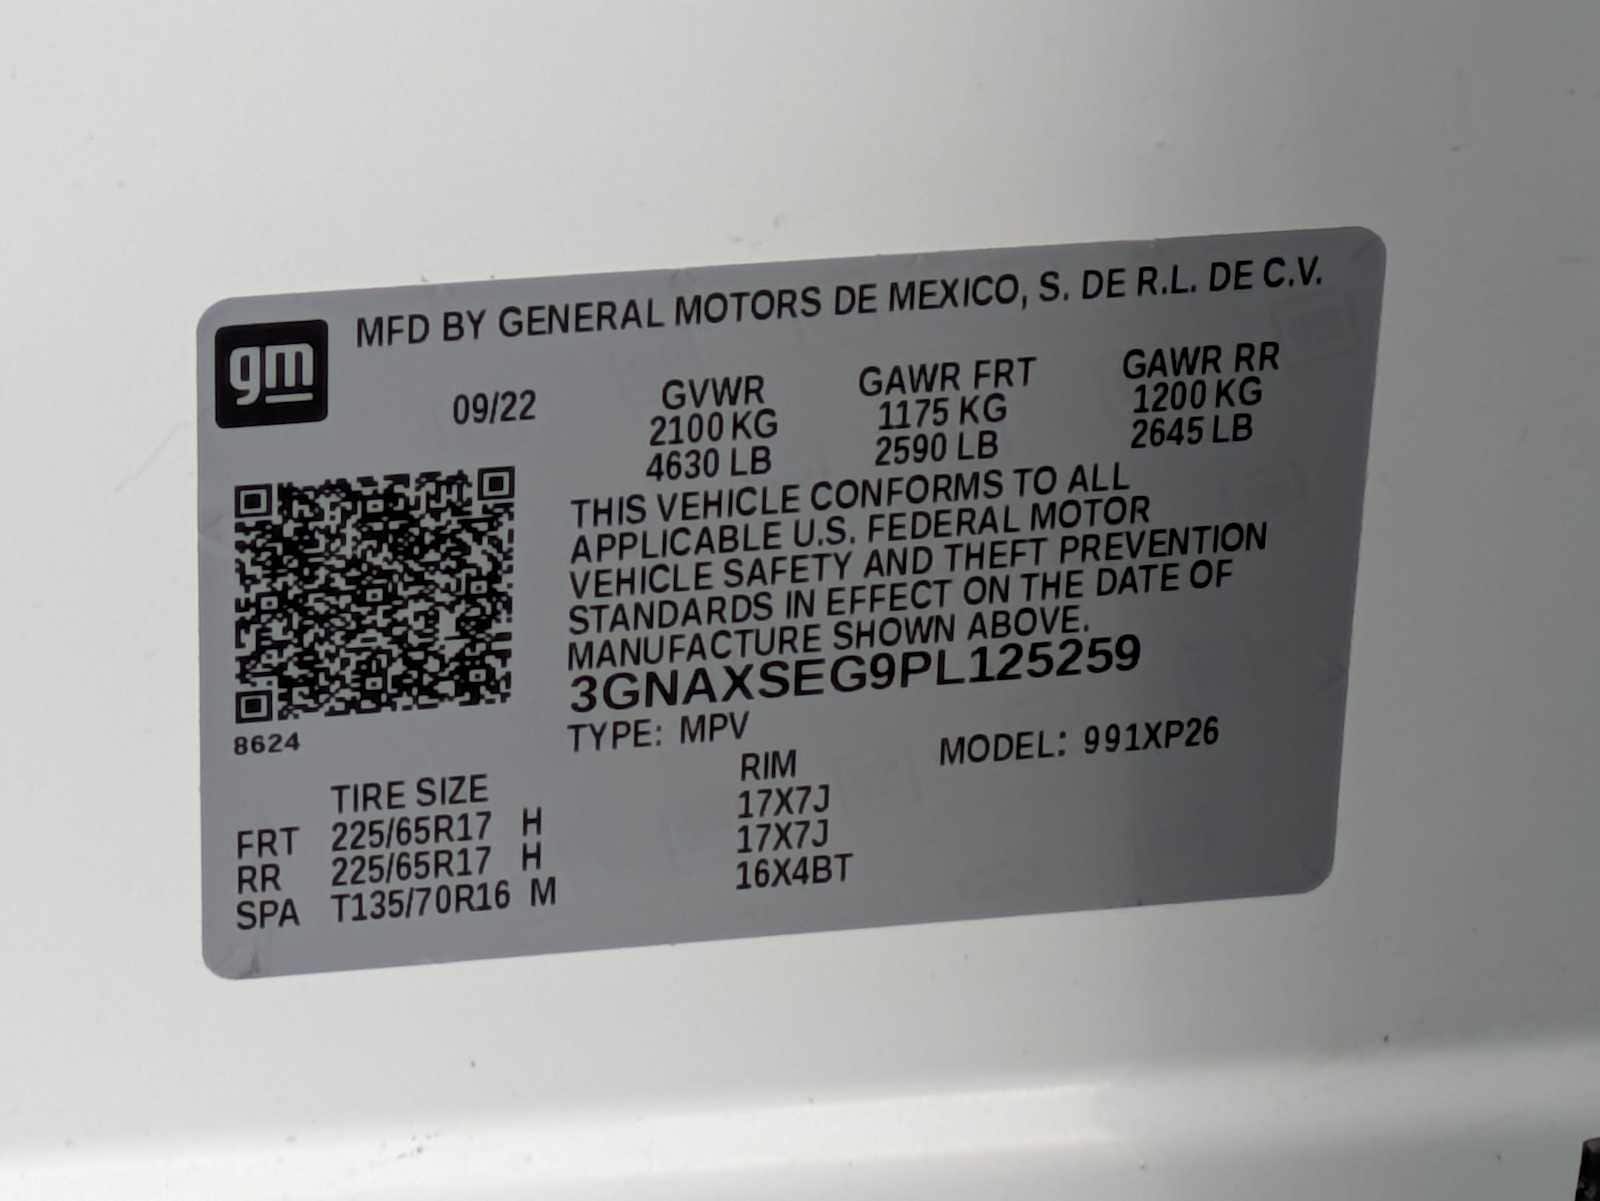 MFD BY GENERAL MOTORS DE MEXICO, S. DE R.L. DE C.V.
gm
09/22 GVWR GAWR FRT GAWR RR
2100 KG 1175 KG 1200 KG
4630 LB 2590 LB 2645 LB
THIS VEHICLE CONFORMS TO ALL
APPLICABLE U.S. FEDERAL MOTOR
VEHICLE SAFETY AND THEFT PREVENTION
STANDARDS IN EFFECT ON THE DATE OF
MANUFACTURE SHOWN ABOVE.
3GNAXSEG9PL125259
8624
TYPE: MPV MODEL: 991XP26
TIRE SIZE RIM
FRT 225/65R17 H 17X7J
RR 225/65R17 H 17X7J
SPA T135/70R16 M 16X4BT